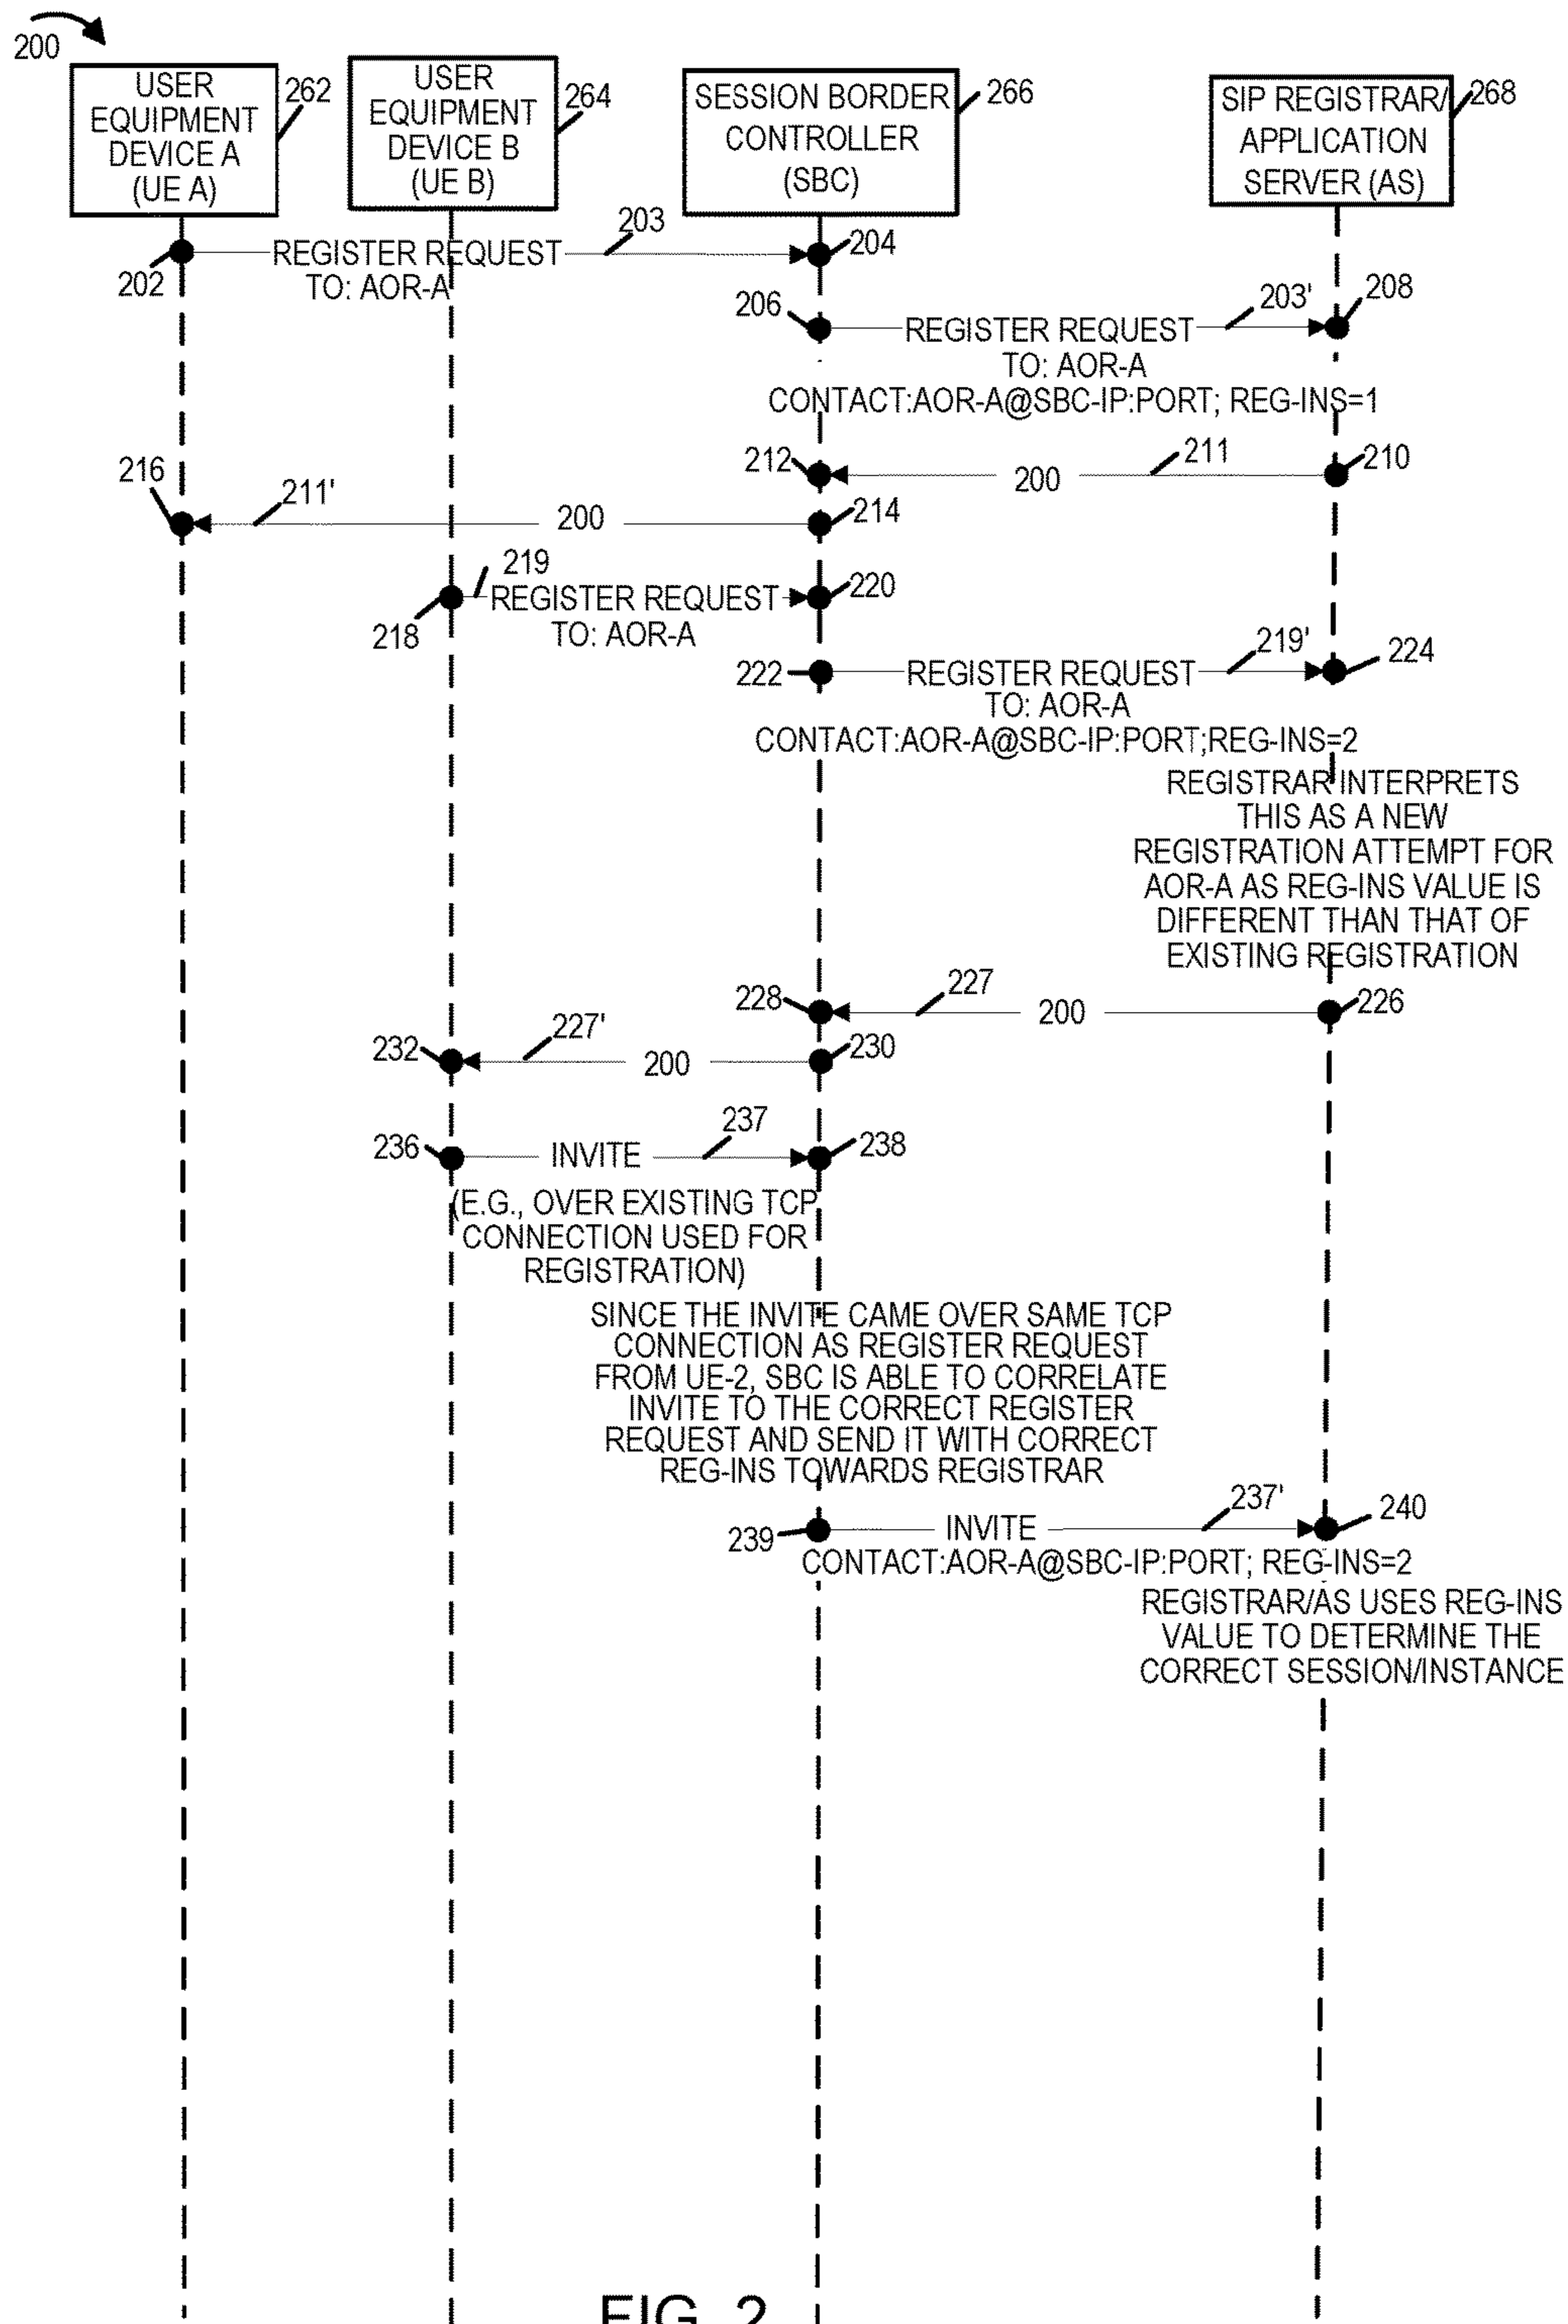 200
USER
EQUIPMENT
DEVICE A
(UE A)
262
USER
EQUIPMENT
DEVICE B
(UE B)
264
SESSION BORDER
CONTROLLER
(SBC)
266
SIP REGISTRAR/
APPLICATION
SERVER (AS)
268
202
REGISTER REQUEST
TO: AOR-A
203
204
206
REGISTER REQUEST
TO: AOR-A
CONTACT:AOR-A@SBC-IP:PORT; REG-INS=1
203'
208
212
200
211
210
216
211'
200
214
218
219
REGISTER REQUEST
TO: AOR-A
220
222
REGISTER REQUEST
TO: AOR-A
CONTACT:AOR-A@SBC-IP:PORT;REG-INS=2
219'
224
REGISTRAR INTERPRETS
THIS AS A NEW
REGISTRATION ATTEMPT FOR
AOR-A AS REG-INS VALUE IS
DIFFERENT THAN THAT OF
EXISTING REGISTRATION
228
227
200
226
232
227'
200
230
236
INVITE
237
238
(E.G., OVER EXISTING TCP
CONNECTION USED FOR
REGISTRATION)
SINCE THE INVITE CAME OVER SAME TCP
CONNECTION AS REGISTER REQUEST
FROM UE-2, SBC IS ABLE TO CORRELATE
INVITE TO THE CORRECT REGISTER
REQUEST AND SEND IT WITH CORRECT
REG-INS TOWARDS REGISTRAR
239
INVITE
237'
240
CONTACT:AOR-A@SBC-IP:PORT; REG-INS=2
REGISTRAR/AS USES REG-INS
VALUE TO DETERMINE THE
CORRECT SESSION/INSTANCE
FIG. 2